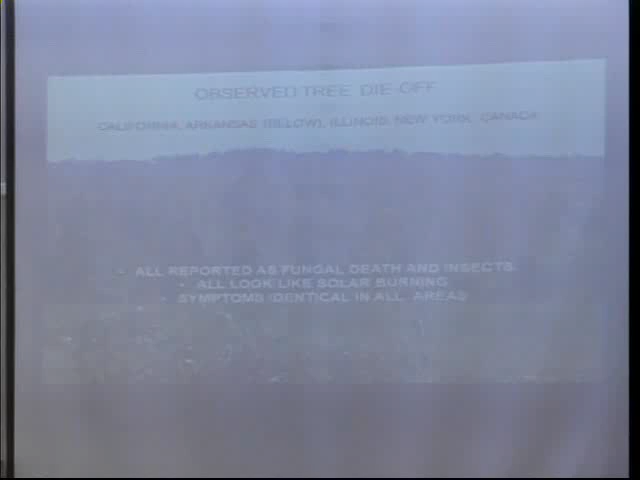 OBSERVED TREE DIE-OFF
CALIFORNIA, ARKANSAS (BELOW), ILLINOIS, NEW YORK, CANADA
• ALL REPORTED AS FUNGAL DEATH AND INSECTS
• ALL LOOK LIKE SOLAR BURNING
• SYMPTOMS IDENTICAL IN ALL AREAS